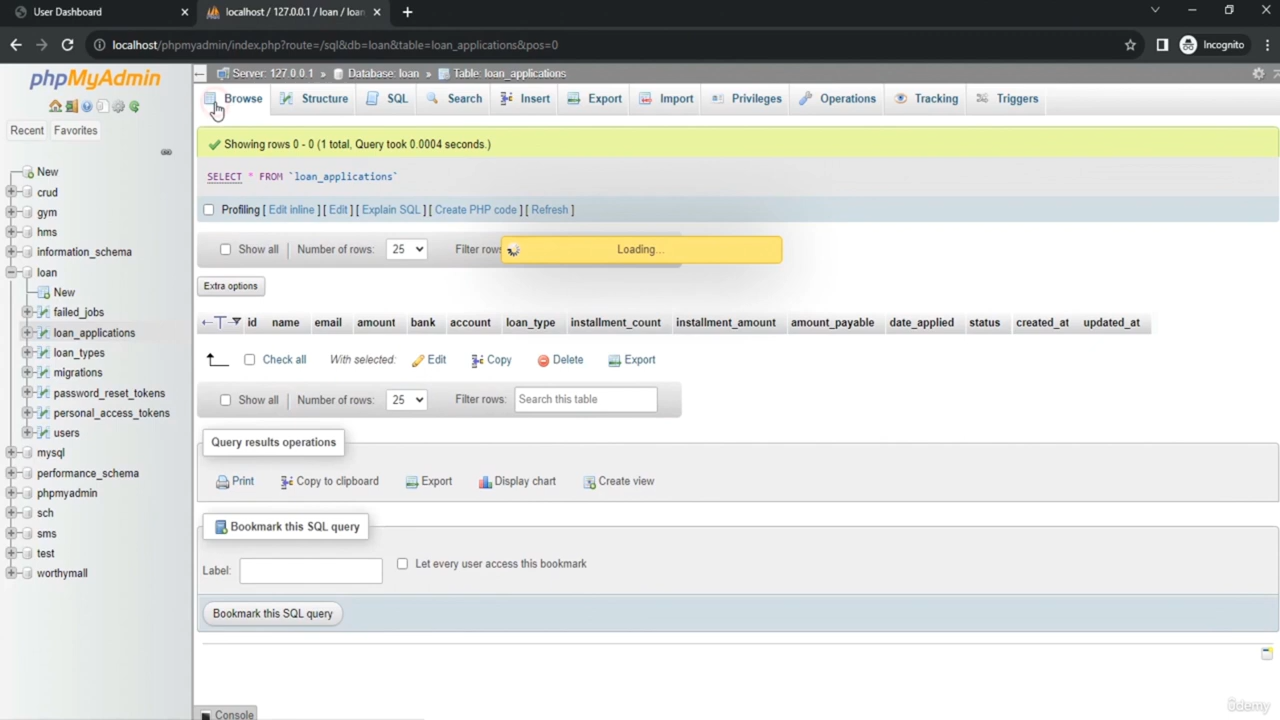 User Dashboard
localhost / 127.0.0.1 / loan / loan
localhost/phpmyadmin/index.php?route=/sql&db=loan&table=loan_applications&pos=0
Incognito
phpMyAdmin
Recent
Favorites
New
crud
gym
hms
information_schema
loan
New
failed_jobs
loan_applications
loan_types
migrations
password_reset_tokens
personal_access_tokens
users
mysql
performance_schema
phpmyadmin
sch
sms
test
worthymall
Server: 127.0.0.1 » Database: loan » Table: loan_applications
Browse Structure SQL Search Insert Export Import Privileges Operations Tracking Triggers
Showing rows 0 - 0 (1 total, Query took 0.0004 seconds.)
SELECT * FROM `loan_applications`
Profiling [ Edit inline ] [ Edit ] [ Explain SQL ] [ Create PHP code ] [ Refresh ]
Show all Number of rows: 25 Filter rows
Loading...
Extra options
id name email amount bank account loan_type installment_count installment_amount amount_payable date_applied status created_at updated_at
Check all With selected: Edit Copy Delete Export
Show all Number of rows: 25 Filter rows: Search this table
Query results operations
Print Copy to clipboard Export Display chart Create view
Bookmark this SQL query
Label: Let every user access this bookmark
Bookmark this SQL query
Console
ûdemy